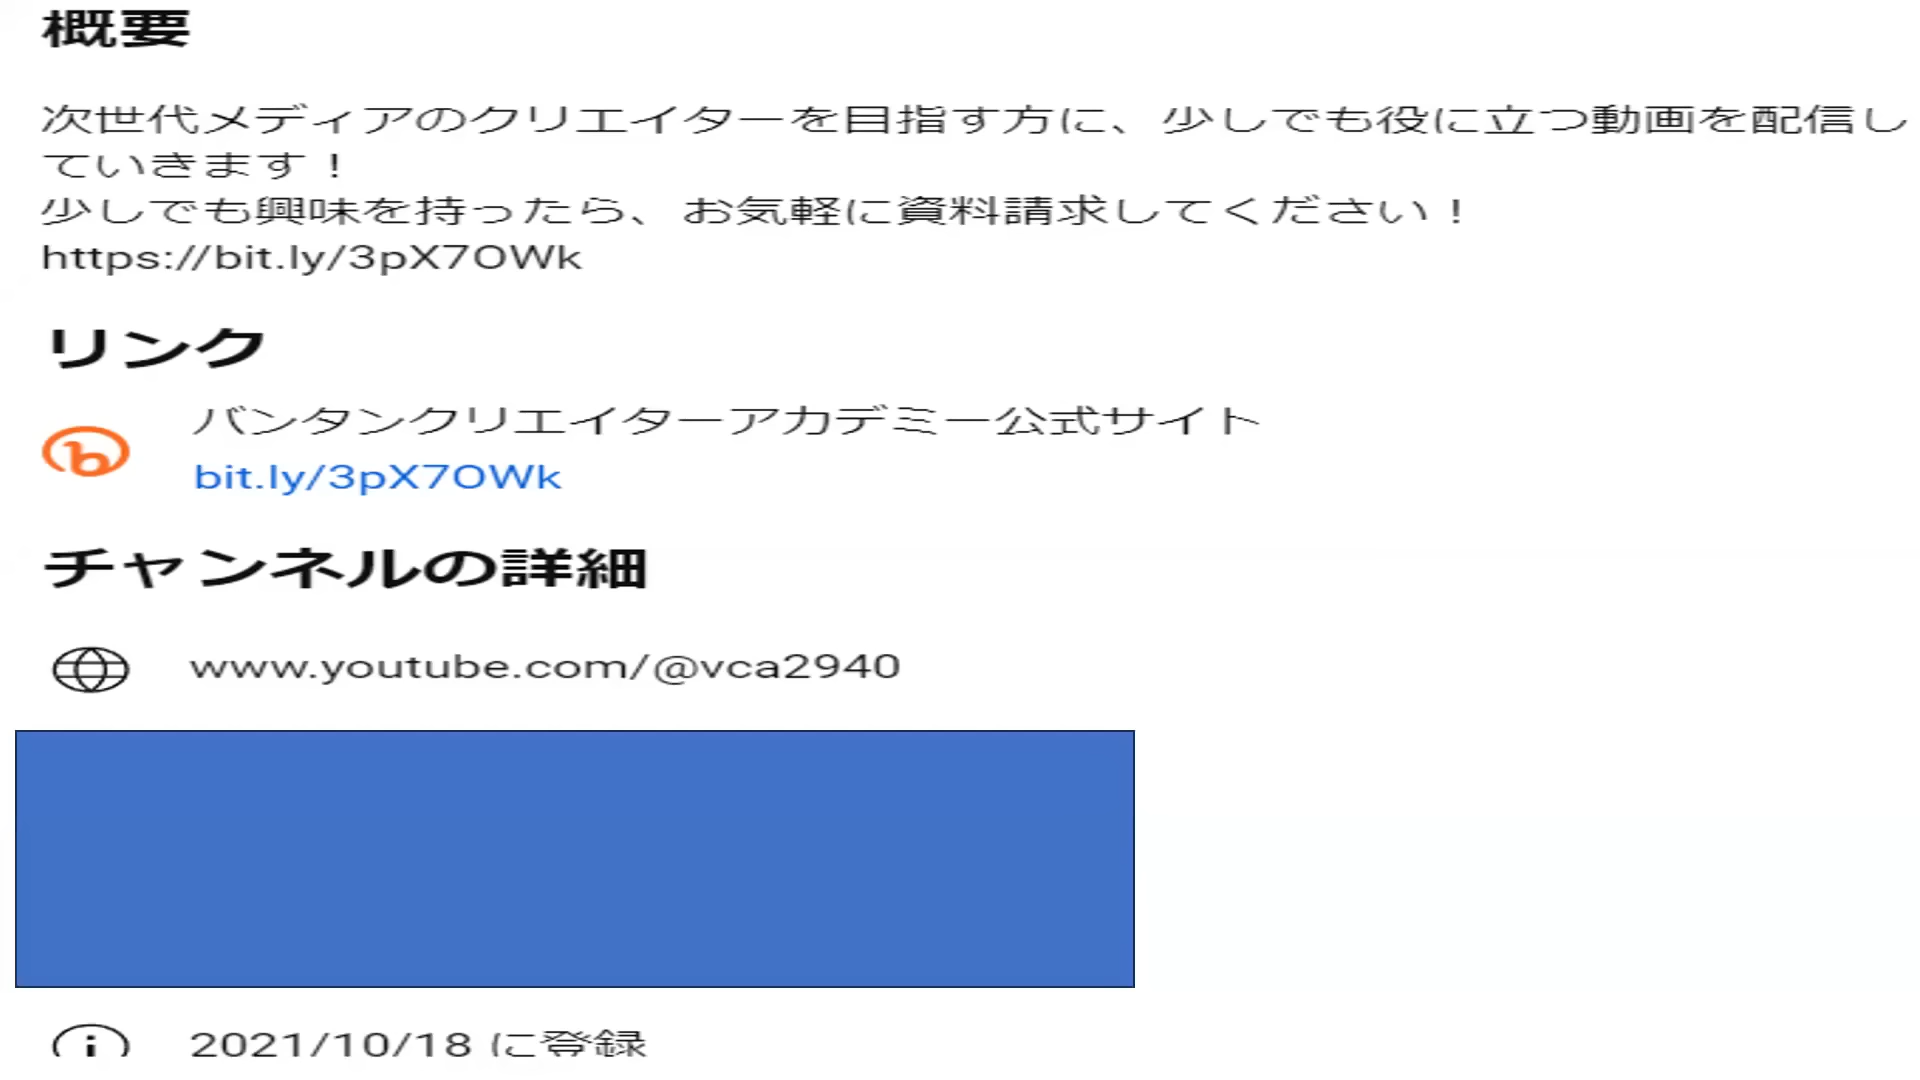 概要
次世代メディアのクリエイターを目指す方に、少しでも役に立つ動画を配信し
ていきます！
少しでも興味を持ったら、お気軽に資料請求してください！
https://bit.ly/3pX7OWk
リンク
バンタンクリエイターアカデミー公式サイト
bit.ly/3pX7OWk
チャンネルの詳細
www.youtube.com/@vca2940
2021/10/18 に登録